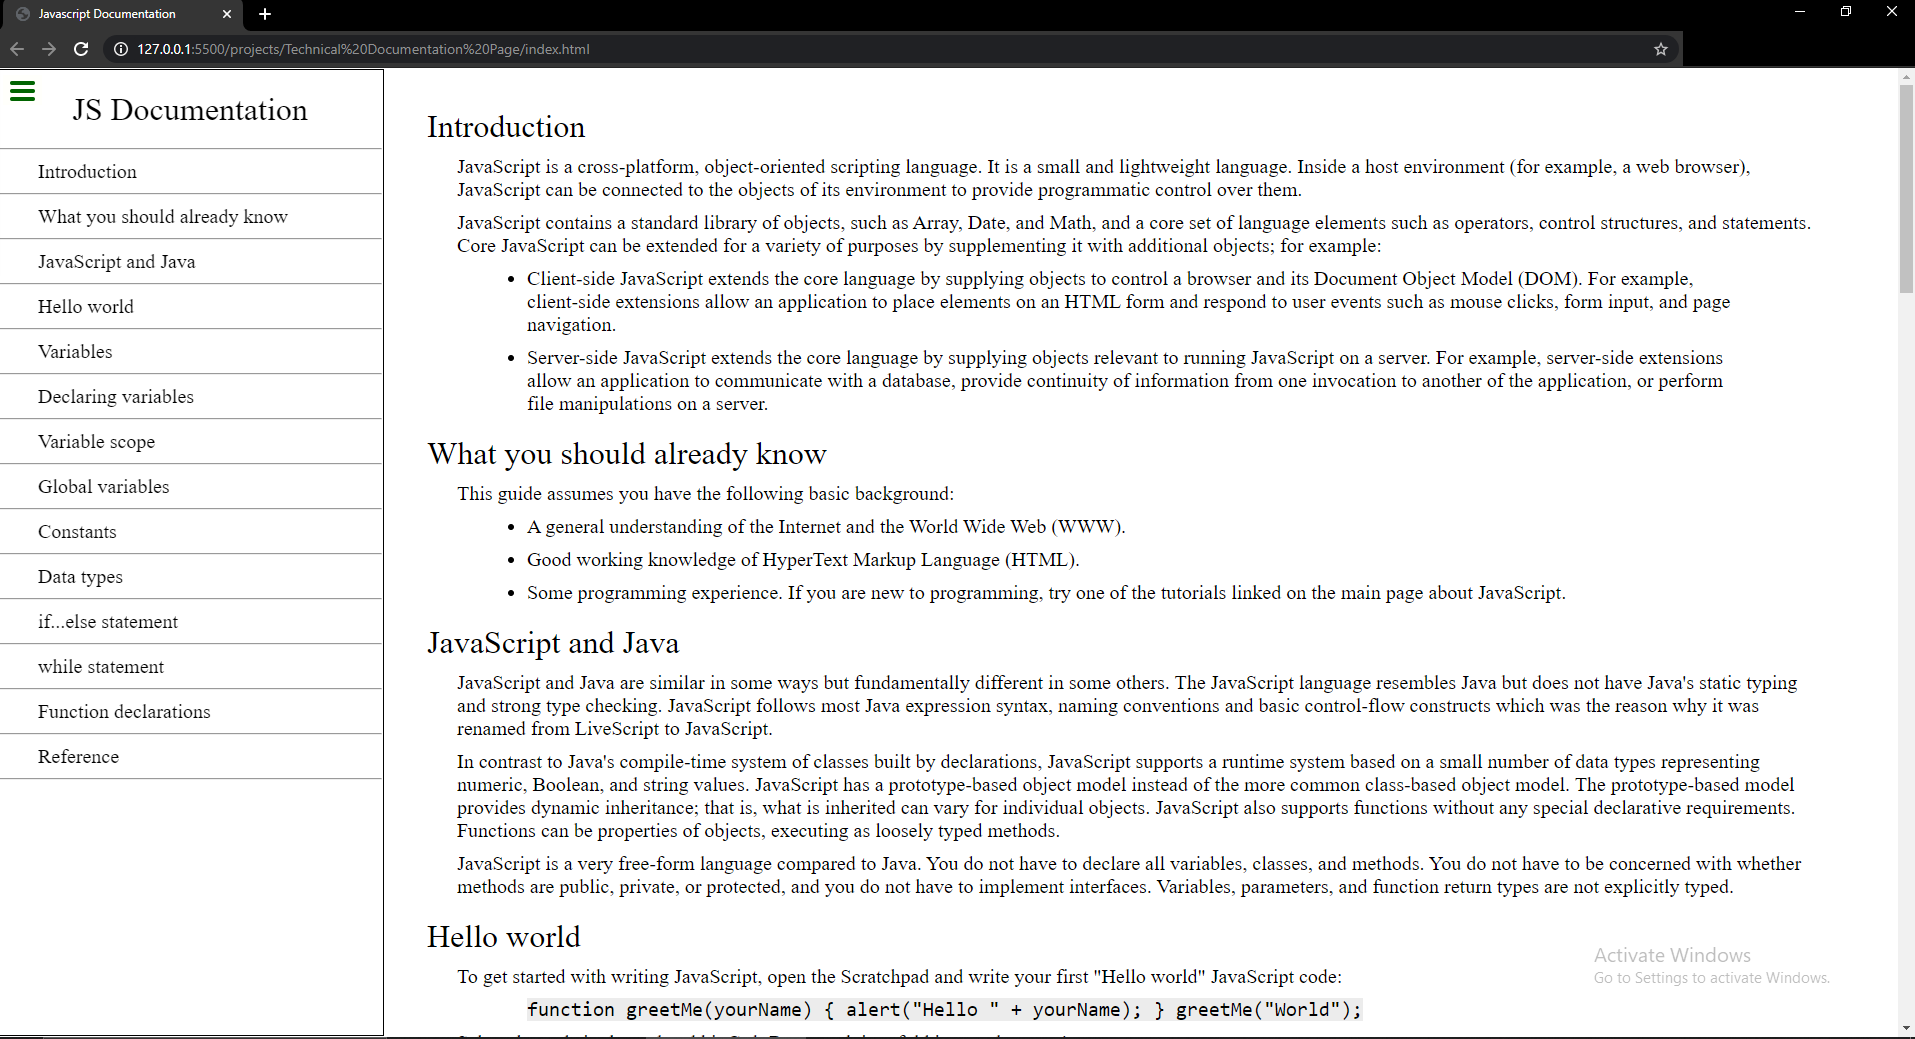 Javascript Documentation
127.0.0.1:5500/projects/Technical%20Documentation%20Page/index.html
JS Documentation
Introduction
What you should already know
JavaScript and Java
Hello world
Variables
Declaring variables
Variable scope
Global variables
Constants
Data types
if...else statement
while statement
Function declarations
Reference
Introduction
JavaScript is a cross-platform, object-oriented scripting language. It is a small and lightweight language. Inside a host environment (for example, a web browser),
JavaScript can be connected to the objects of its environment to provide programmatic control over them.
JavaScript contains a standard library of objects, such as Array, Date, and Math, and a core set of language elements such as operators, control structures, and statements.
Core JavaScript can be extended for a variety of purposes by supplementing it with additional objects; for example:
• Client-side JavaScript extends the core language by supplying objects to control a browser and its Document Object Model (DOM). For example,
client-side extensions allow an application to place elements on an HTML form and respond to user events such as mouse clicks, form input, and page
navigation.
• Server-side JavaScript extends the core language by supplying objects relevant to running JavaScript on a server. For example, server-side extensions
allow an application to communicate with a database, provide continuity of information from one invocation to another of the application, or perform
file manipulations on a server.
What you should already know
This guide assumes you have the following basic background:
• A general understanding of the Internet and the World Wide Web (WWW).
• Good working knowledge of HyperText Markup Language (HTML).
• Some programming experience. If you are new to programming, try one of the tutorials linked on the main page about JavaScript.
JavaScript and Java
JavaScript and Java are similar in some ways but fundamentally different in some others. The JavaScript language resembles Java but does not have Java's static typing
and strong type checking. JavaScript follows most Java expression syntax, naming conventions and basic control-flow constructs which was the reason why it was
renamed from LiveScript to JavaScript.
In contrast to Java's compile-time system of classes built by declarations, JavaScript supports a runtime system based on a small number of data types representing
numeric, Boolean, and string values. JavaScript has a prototype-based object model instead of the more common class-based object model. The prototype-based model
provides dynamic inheritance; that is, what is inherited can vary for individual objects. JavaScript also supports functions without any special declarative requirements.
Functions can be properties of objects, executing as loosely typed methods.
JavaScript is a very free-form language compared to Java. You do not have to declare all variables, classes, and methods. You do not have to be concerned with whether
methods are public, private, or protected, and you do not have to implement interfaces. Variables, parameters, and function return types are not explicitly typed.
Hello world
To get started with writing JavaScript, open the Scratchpad and write your first "Hello world" JavaScript code:
function greetMe(yourName) { alert("Hello " + yourName); } greetMe("World");
Activate Windows
Go to Settings to activate Windows.